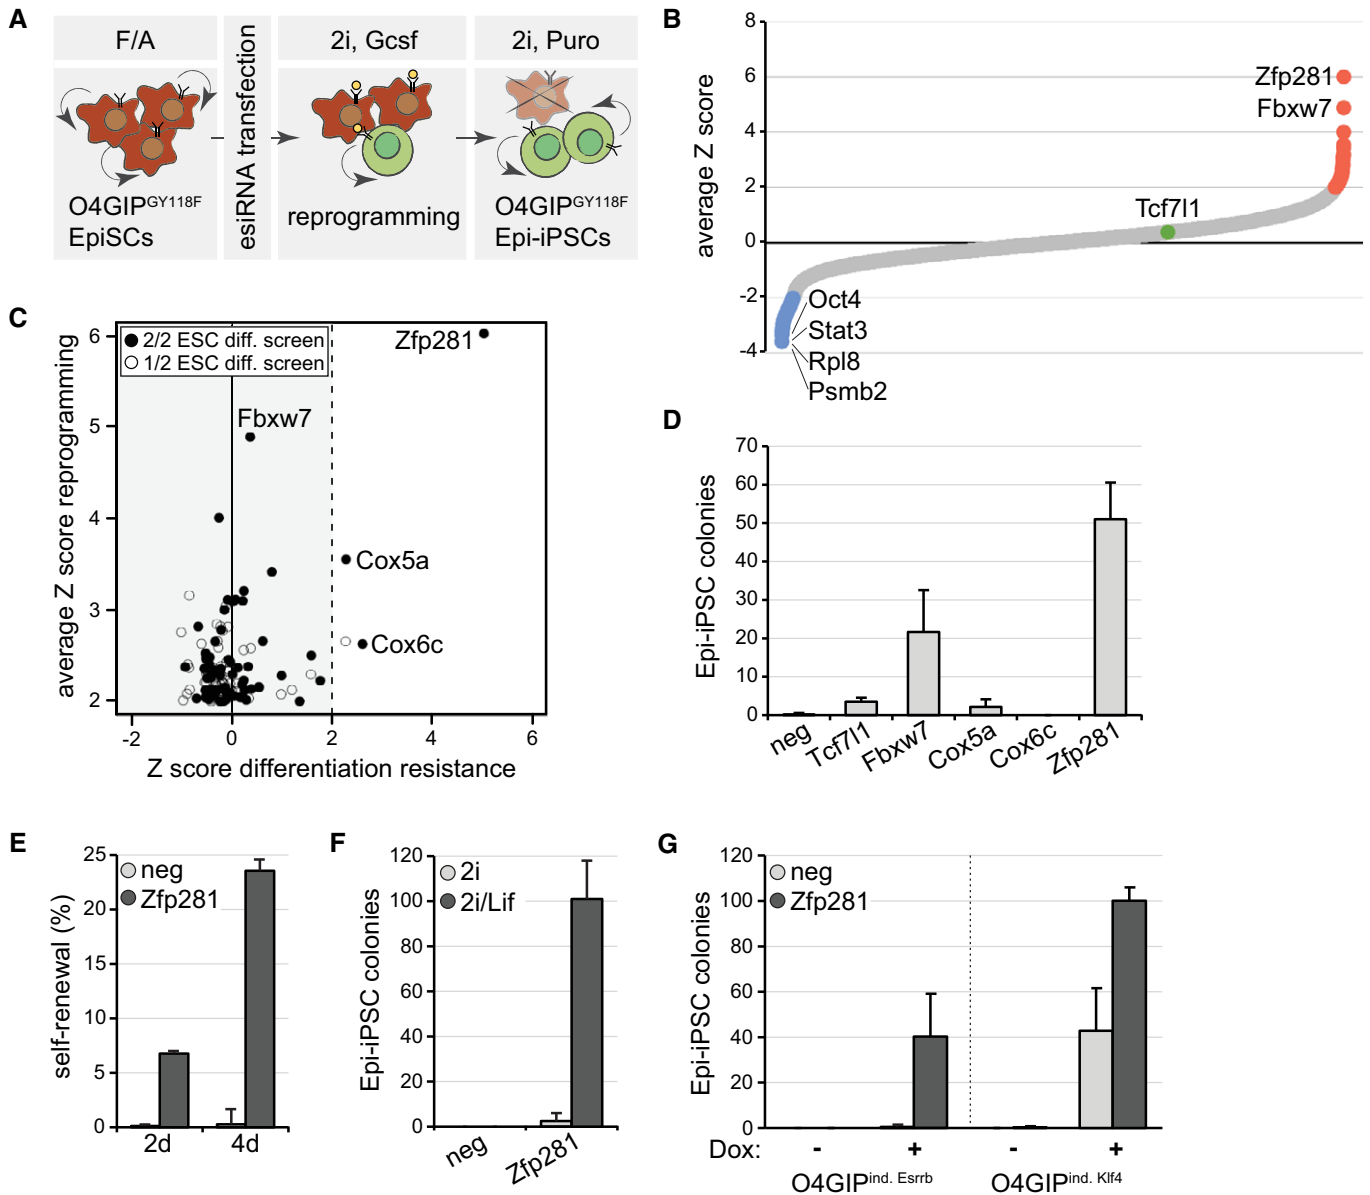 A
F/A
esiRNA transfection
2i, Gcsf
2i, Puro
O4GIPGY118F
EpiSCs
reprogramming
O4GIPGY118F
Epi-iPSCs
B
average Z score
8
6
4
2
0
-2
-4
Zfp281
Fbxw7
Tcf7l1
Oct4
Stat3
Rpl8
Psmb2
C
average Z score reprogramming
6
5
4
3
2
2/2 ESC diff. screen
1/2 ESC diff. screen
Zfp281
Fbxw7
Cox5a
Cox6c
-2
0
2
4
6
Z score differentiation resistance
D
Epi-iPSC colonies
70
60
50
40
30
20
10
0
neg
Tcf7l1
Fbxw7
Cox5a
Cox6c
Zfp281
E
self-renewal (%)
25
20
15
10
5
0
neg
Zfp281
2d
4d
F
Epi-iPSC colonies
120
100
80
60
40
20
0
2i
2i/Lif
neg
Zfp281
G
Epi-iPSC colonies
120
100
80
60
40
20
0
neg
Zfp281
Dox:
-
+
-
+
O4GIPind. Esrrb
O4GIPind. Klf4